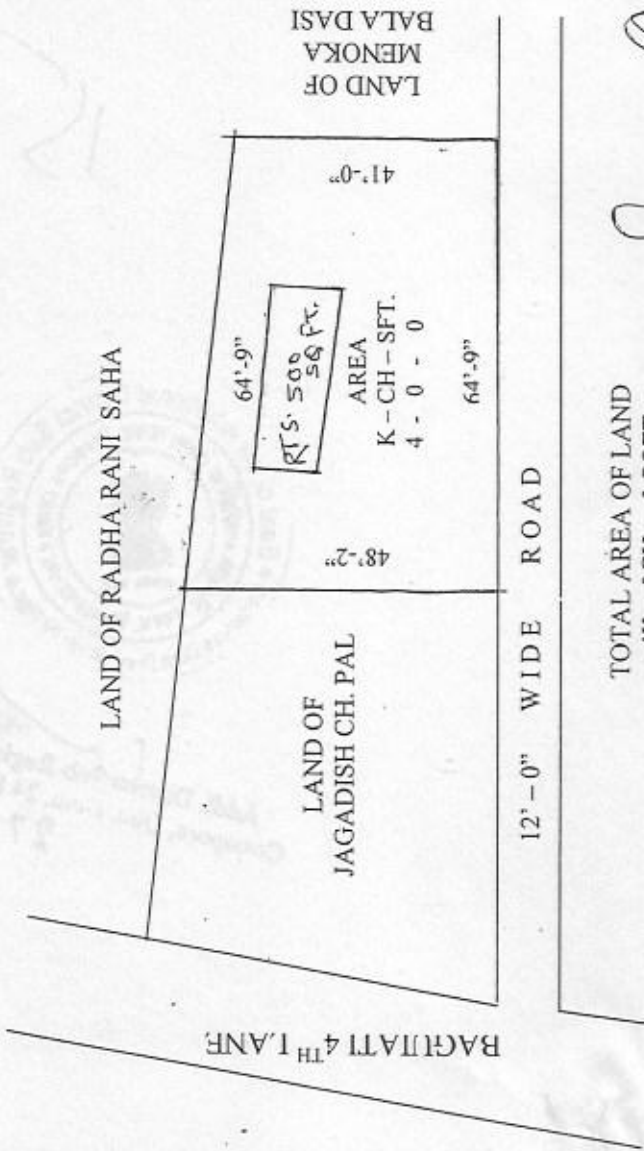 LAND OF RADHA RANI SAHA
LAND OF
MENOKA
BALA DASI
64'-9"
41'-0"
RTS. 500
SQ FT.
AREA
K – CH – SFT.
4 - 0 - 0
48'-2"
64'-9"
LAND OF
JAGADISH CH. PAL
12' – 0" WIDE ROAD
BAGUIATI 4TH LANE
TOTAL AREA OF LAND